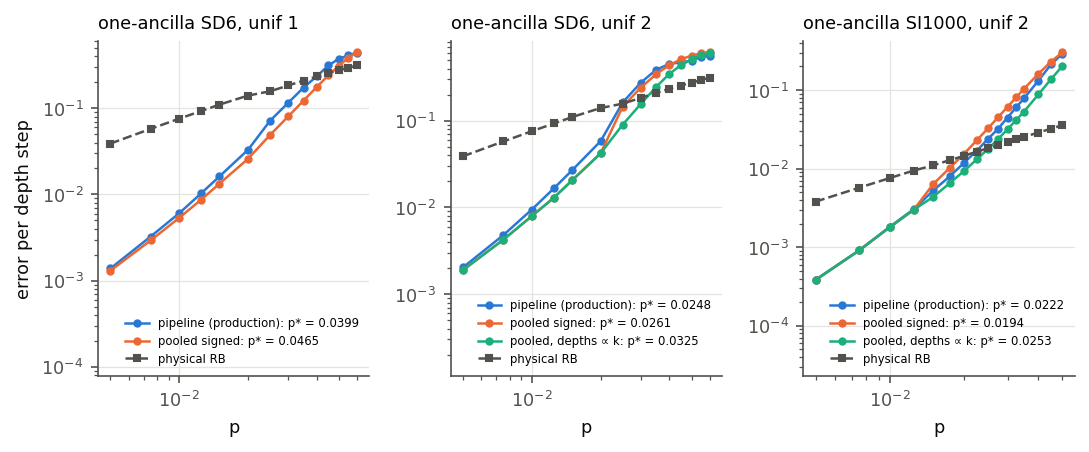 one-ancilla SD6, unif 1
one-ancilla SD6, unif 2
one-ancilla SI1000, unif 2
error per depth step
10⁻¹
10⁻²
10⁻³
10⁻⁴
pipeline (production): p* = 0.0399
pooled signed: p* = 0.0465
physical RB
10⁻²
p
10⁻¹
10⁻²
10⁻³
pipeline (production): p* = 0.0248
pooled signed: p* = 0.0261
pooled, depths ∝ k: p* = 0.0325
physical RB
10⁻²
p
10⁻¹
10⁻²
10⁻³
10⁻⁴
pipeline (production): p* = 0.0222
pooled signed: p* = 0.0194
pooled, depths ∝ k: p* = 0.0253
physical RB
10⁻²
p